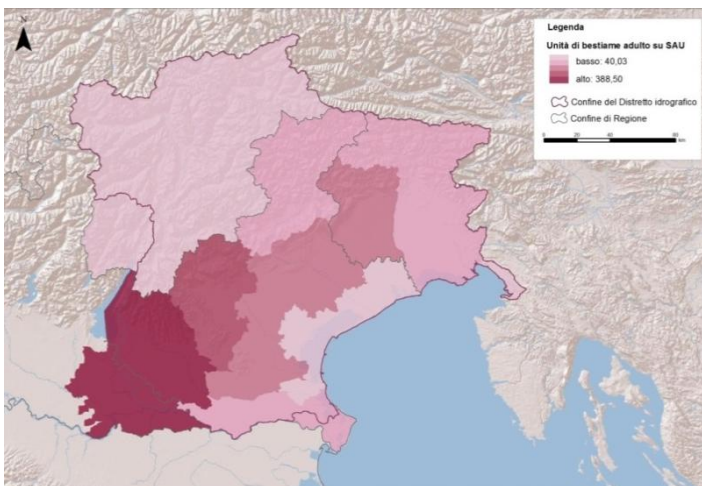 N
Legenda
Unità di bestiame adulto su SAU
basso: 40,03
alto: 388,50
Confine del Distretto idrografico
Confine di Regione
0 20 40 80